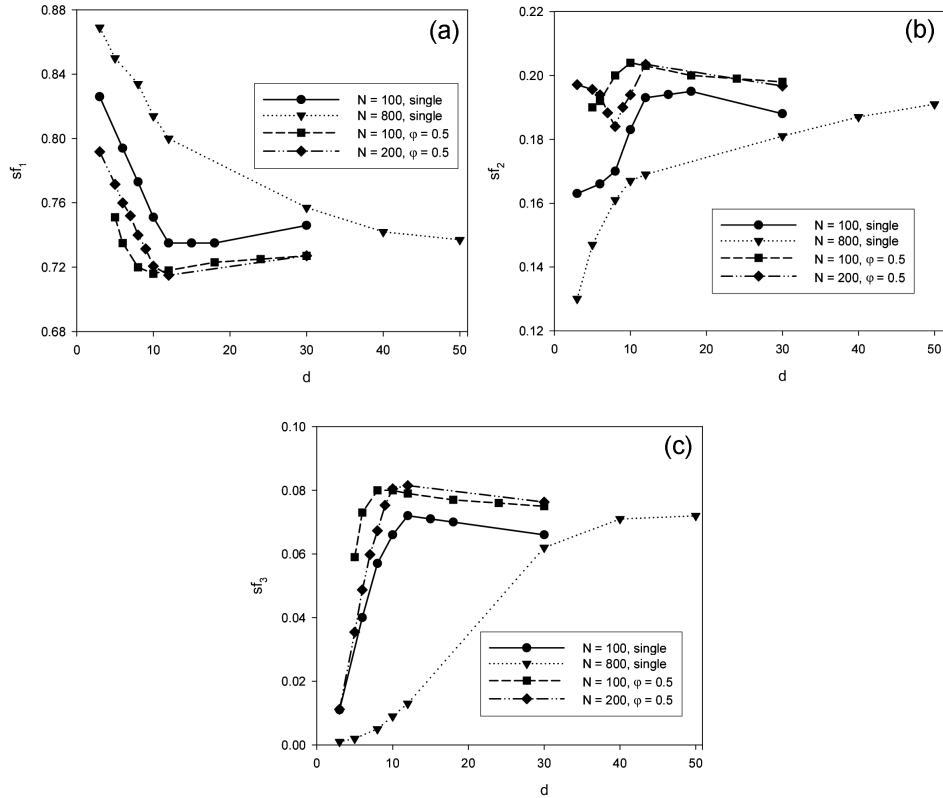 (a)
0.88
0.84
0.80
0.76
0.72
0.68
sf1
N = 100, single
N = 800, single
N = 100, φ = 0.5
N = 200, φ = 0.5
0 10 20 30 40 50
d
(b)
0.22
0.20
0.18
0.16
0.14
0.12
sf2
N = 100, single
N = 800, single
N = 100, φ = 0.5
N = 200, φ = 0.5
0 10 20 30 40 50
d
(c)
0.10
0.08
0.06
0.04
0.02
0.00
sf3
N = 100, single
N = 800, single
N = 100, φ = 0.5
N = 200, φ = 0.5
0 10 20 30 40 50
d